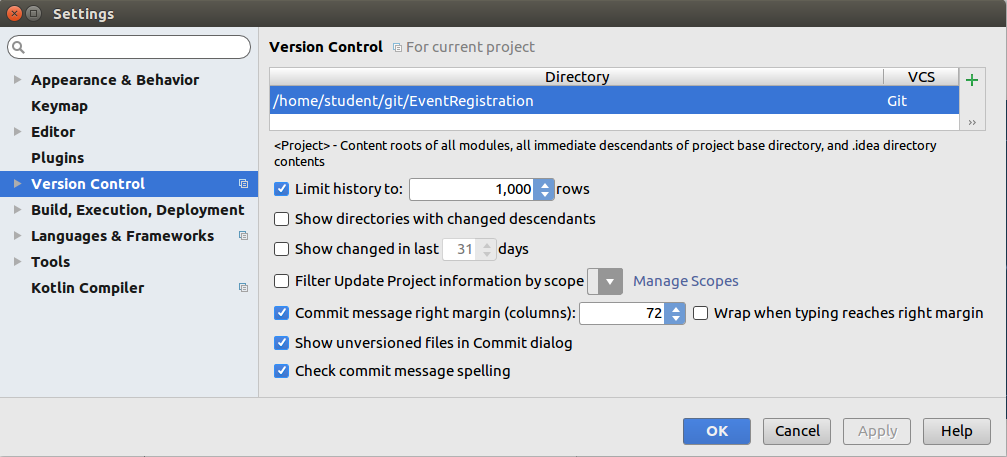 Settings
Appearance & Behavior
Keymap
Editor
Plugins
Version Control
Build, Execution, Deployment
Languages & Frameworks
Tools
Kotlin Compiler
Version Control For current project
Directory VCS
/home/student/git/EventRegistration Git
<Project> - Content roots of all modules, all immediate descendants of project base directory, and .idea directory
contents
Limit history to: 1,000 rows
Show directories with changed descendants
Show changed in last 31 days
Filter Update Project information by scope Manage Scopes
Commit message right margin (columns): 72 Wrap when typing reaches right margin
Show unversioned files in Commit dialog
Check commit message spelling
OK Cancel Apply Help